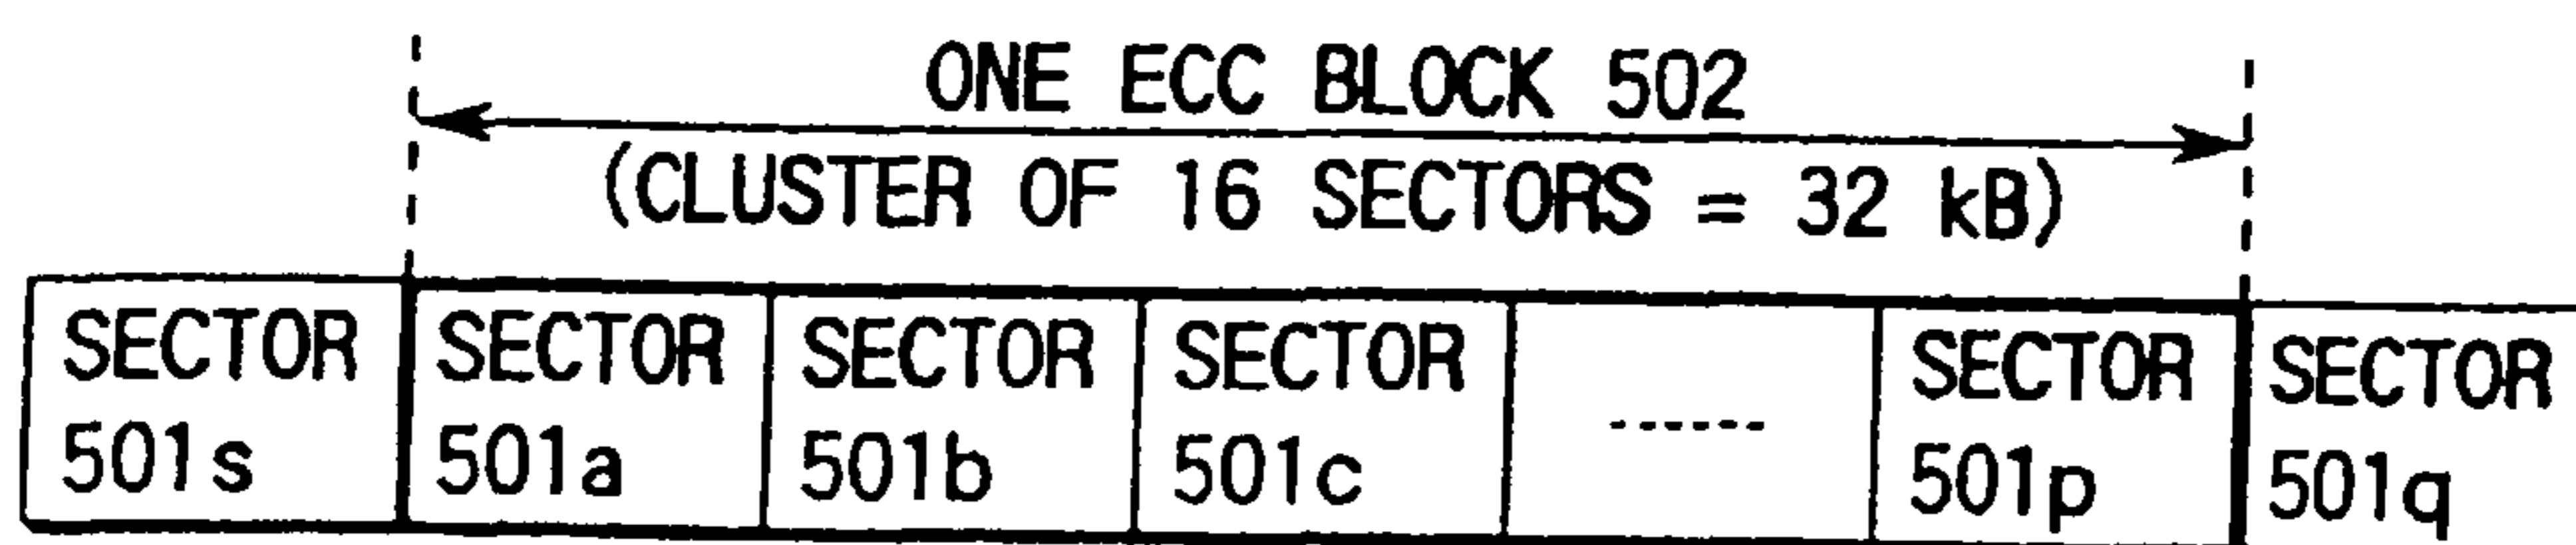 ONE ECC BLOCK 502
(CLUSTER OF 16 SECTORS = 32 kB)
SECTOR SECTOR SECTOR SECTOR SECTOR SECTOR
501s 501a 501b 501c ------ 501p 501q